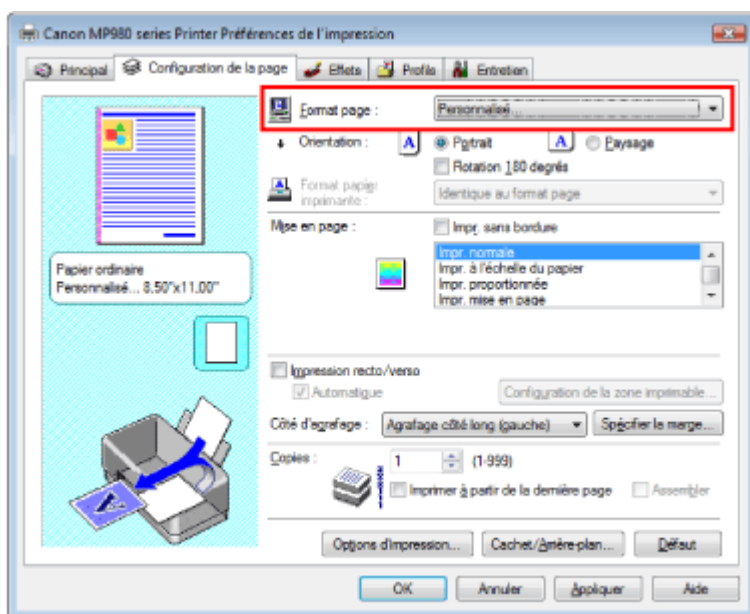 Canon MP980 series Printer Préférences de l'impression
Principal Configuration de la page Effets Profils Entretien
Format page : Personnalisé...
Orientation : A Portrait A Paysage
Rotation 180 degrés
Format papier imprimante : Identique au format page
Mise en page : Impr. sans bordure
Impr. normale
Impr. à l'échelle du papier
Impr. proportionnée
Impr. mise en page
Papier ordinaire
Personnalisé... 8.50"x11.00"
Impression recto/verso
Automatique Configuration de la zone imprimable...
Côté d'agrafage : Agrafage côté long (gauche) Spécifier la marge...
Copies : 1 (1-999)
Imprimer à partir de la dernière page Assembler
Options d'impression... Cachet/Arrière-plan... Défaut
OK Annuler Appliquer Aide